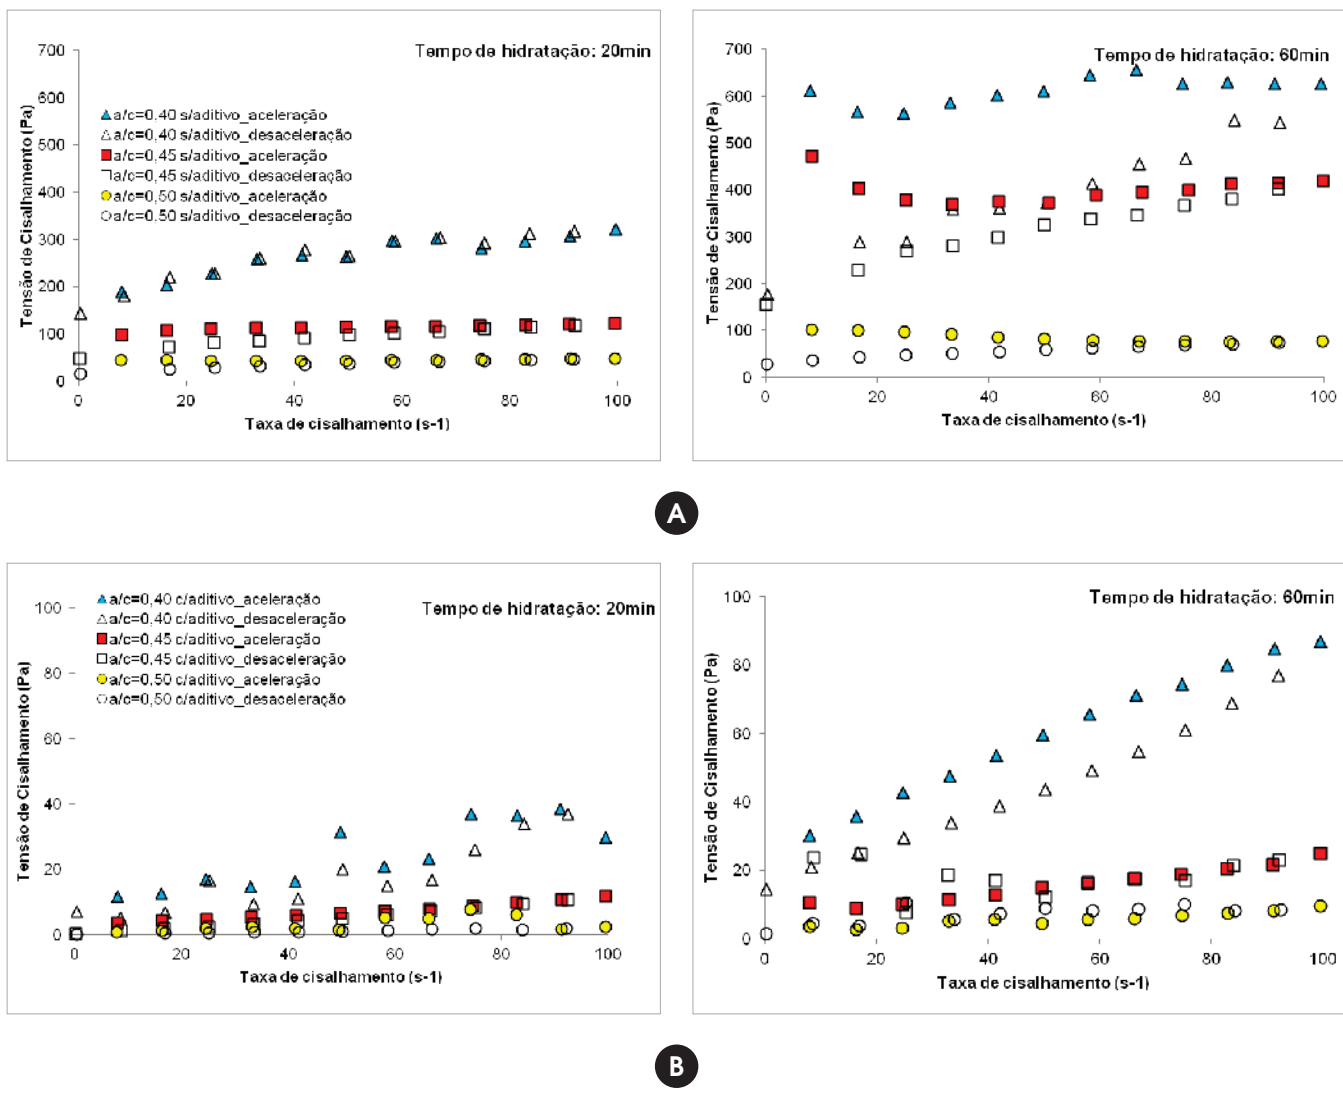 Tempo de hidratação: 20min
700
600
500
400
300
200
100
0
Tensão de Cisalhamento (Pa)
a/c=0,40 s/aditivo_aceleração
a/c=0,40 s/aditivo_desaceleração
a/c=0,45 s/aditivo_aceleração
a/c=0,45 s/aditivo_desaceleração
a/c=0,50 s/aditivo_aceleração
a/c=0,50 s/aditivo_desaceleração
0 20 40 60 80 100
Taxa de cisalhamento (s-1)
Tempo de hidratação: 60min
700
600
500
400
300
200
100
0
Tensão de Cisalhamento (Pa)
0 20 40 60 80 100
Taxa de cisalhamento (s-1)
A
Tempo de hidratação: 20min
100
80
60
40
20
0
Tensão de Cisalhamento (Pa)
a/c=0,40 c/aditivo_aceleração
a/c=0,40 c/aditivo_desaceleração
a/c=0,45 c/aditivo_aceleração
a/c=0,45 c/aditivo_desaceleração
a/c=0,50 c/aditivo_aceleração
a/c=0,50 c/aditivo_desaceleração
0 20 40 60 80 100
Taxa de cisalhamento (s-1)
Tempo de hidratação: 60min
100
80
60
40
20
0
Tensão de Cisalhamento (Pa)
0 20 40 60 80 100
Taxa de cisalhamento (s-1)
B